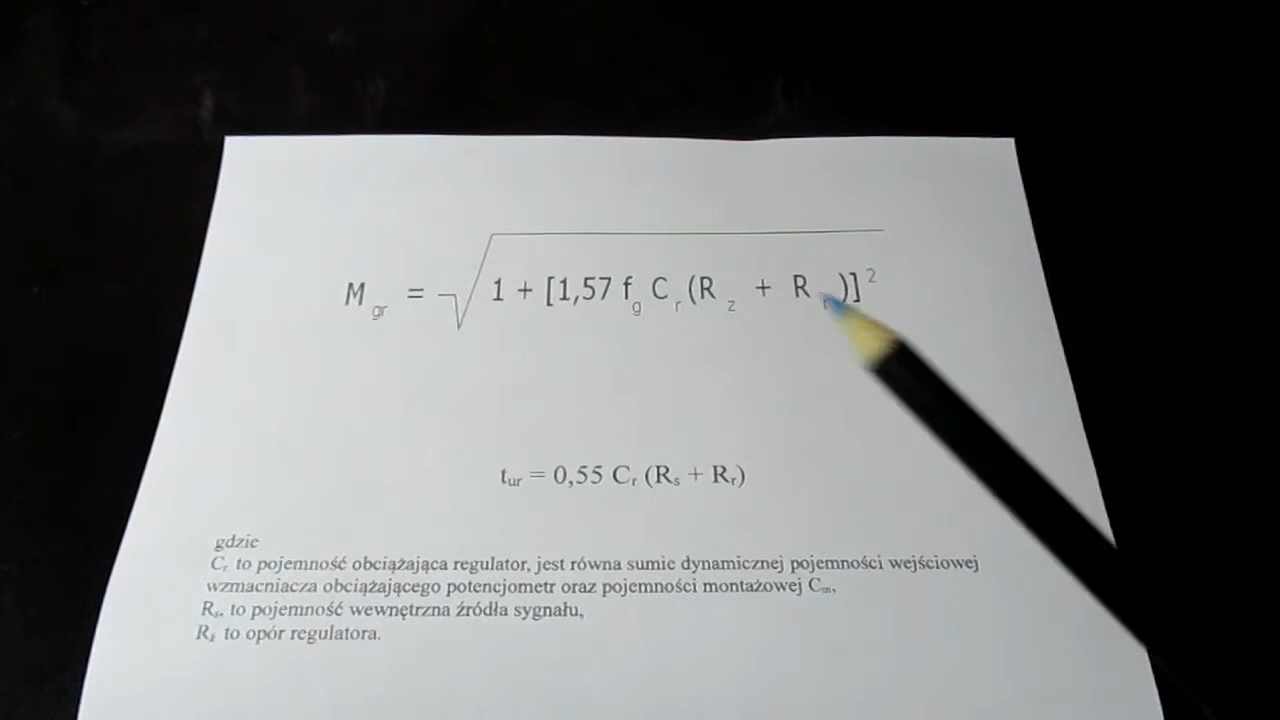 M gr = √ 1 + [1,57 f g C r (R z + R r )] 2
t ur = 0,55 C r (R s + R r )
gdzie
C r to pojemność obciążająca regulator, jest równa sumie dynamicznej pojemności wejściowej
wzmacniacza obciążającego potencjometr oraz pojemności montażowej C m ,
R s . to pojemność wewnętrzna źródła sygnału,
R z to opór regulatora.